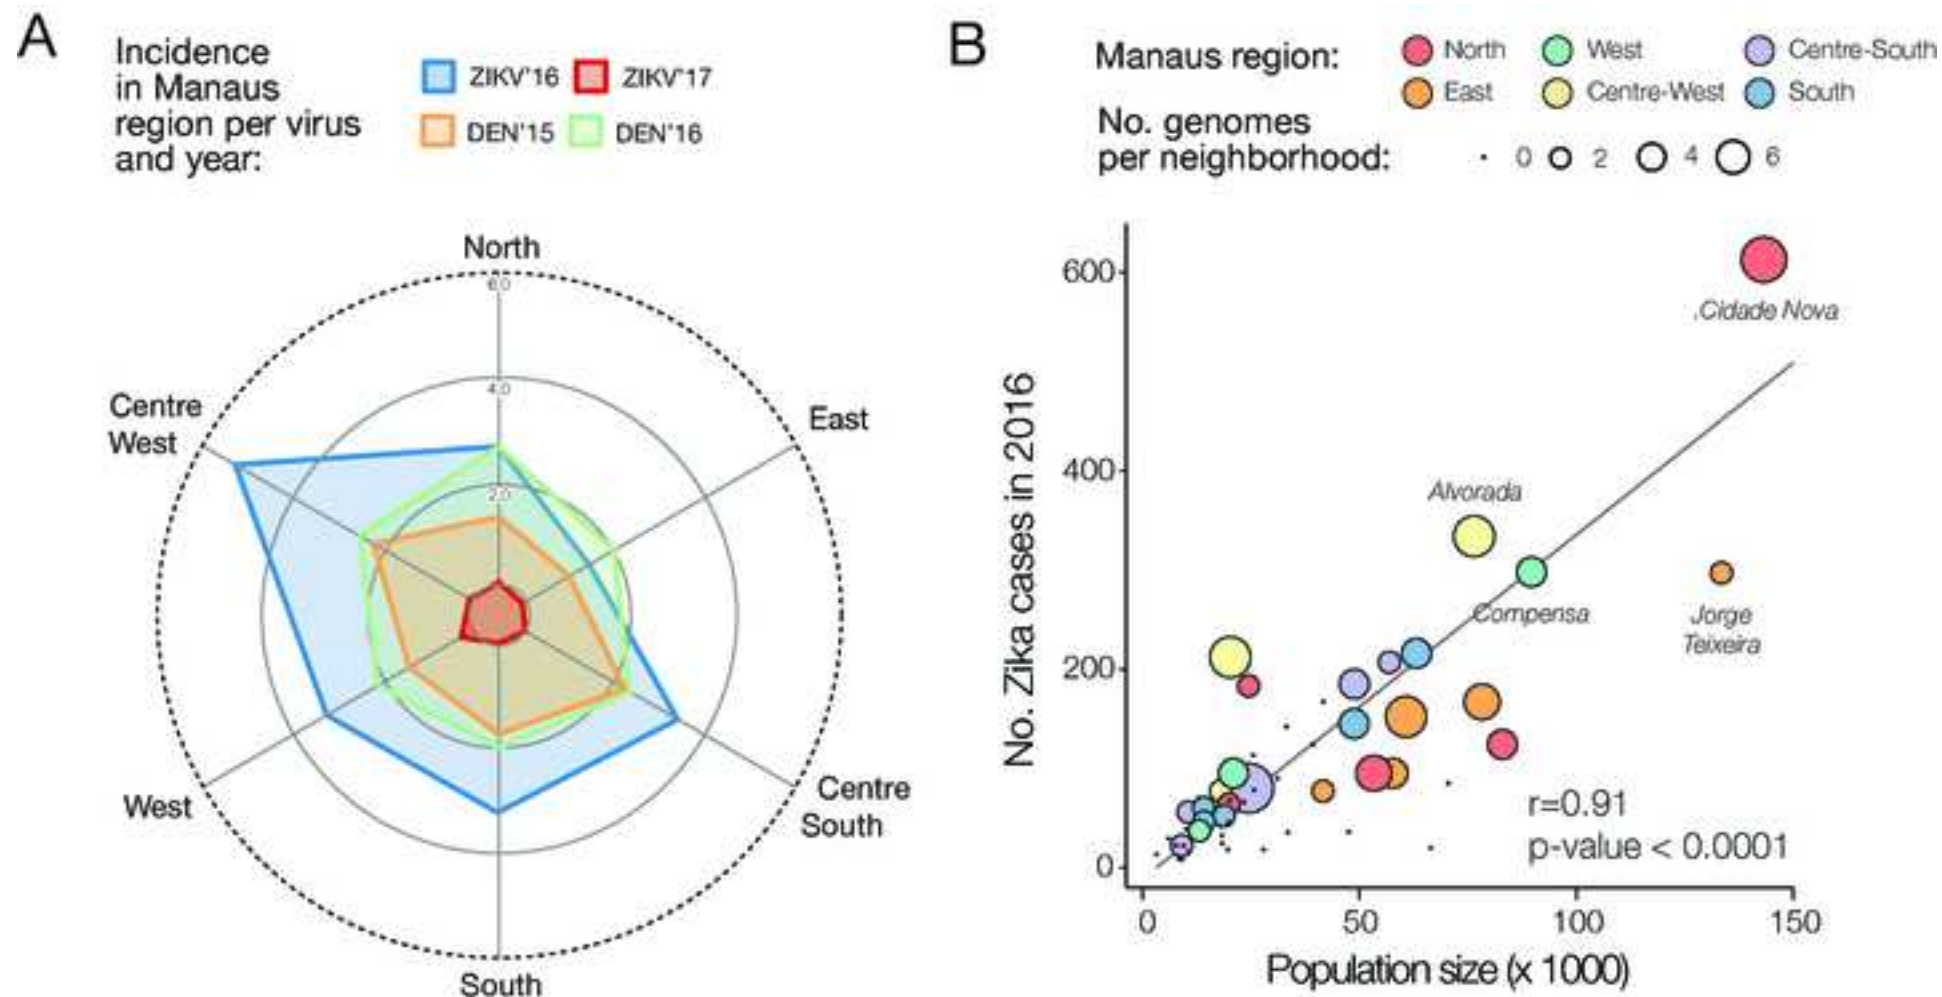 A
Incidence
in Manaus
region per virus
and year:
ZIKV'16 ZIKV'17
DEN'15 DEN'16
North
6.0
4.0
2.0
East
Centre
West
West
Centre
South
South
B
Manaus region:
North West Centre-South
East Centre-West South
No. genomes
per neighborhood:
0 2 4 6
No. Zika cases in 2016
600
400
200
0
Cidade Nova
Alvorada
Compensa
Jorge
Teixeira
r=0.91
p-value < 0.0001
0 50 100 150
Population size (x 1000)